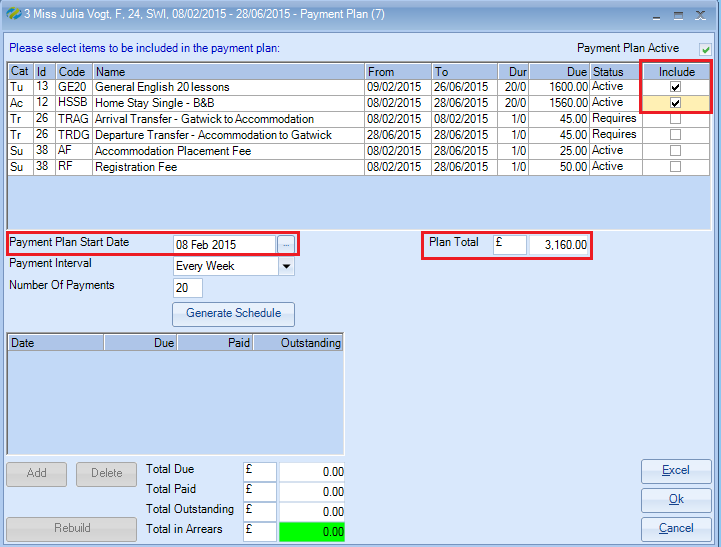 3 Miss Julia Vogt, F, 24, SWI, 08/02/2015 - 28/06/2015 - Payment Plan (7)
Please select items to be included in the payment plan: Payment Plan Active
Cat Id Code Name From To Dur Due Status Include
Tu 13 GE20 General English 20 lessons 09/02/2015 26/06/2015 20/0 1600.00 Active
Ac 12 HSSB Home Stay Single - B&B 08/02/2015 28/06/2015 20/0 1560.00 Active
Tr 26 TRAG Arrival Transfer - Gatwick to Accommodation 08/02/2015 08/02/2015 1/0 45.00 Requires
Tr 26 TRDG Departure Transfer - Accommodation to Gatwick 28/06/2015 28/06/2015 1/0 45.00 Requires
Su 38 AF Accommodation Placement Fee 08/02/2015 28/06/2015 1/0 25.00 Active
Su 38 RF Registration Fee 08/02/2015 28/06/2015 1/0 50.00 Active
Payment Plan Start Date 08 Feb 2015 ... Plan Total £ 3,160.00
Payment Interval Every Week
Number Of Payments 20
Generate Schedule
Date Due Paid Outstanding
Add Delete Total Due £ 0.00 Excel
Total Paid £ 0.00
Total Outstanding £ 0.00 Ok
Rebuild Total in Arrears £ 0.00 Cancel